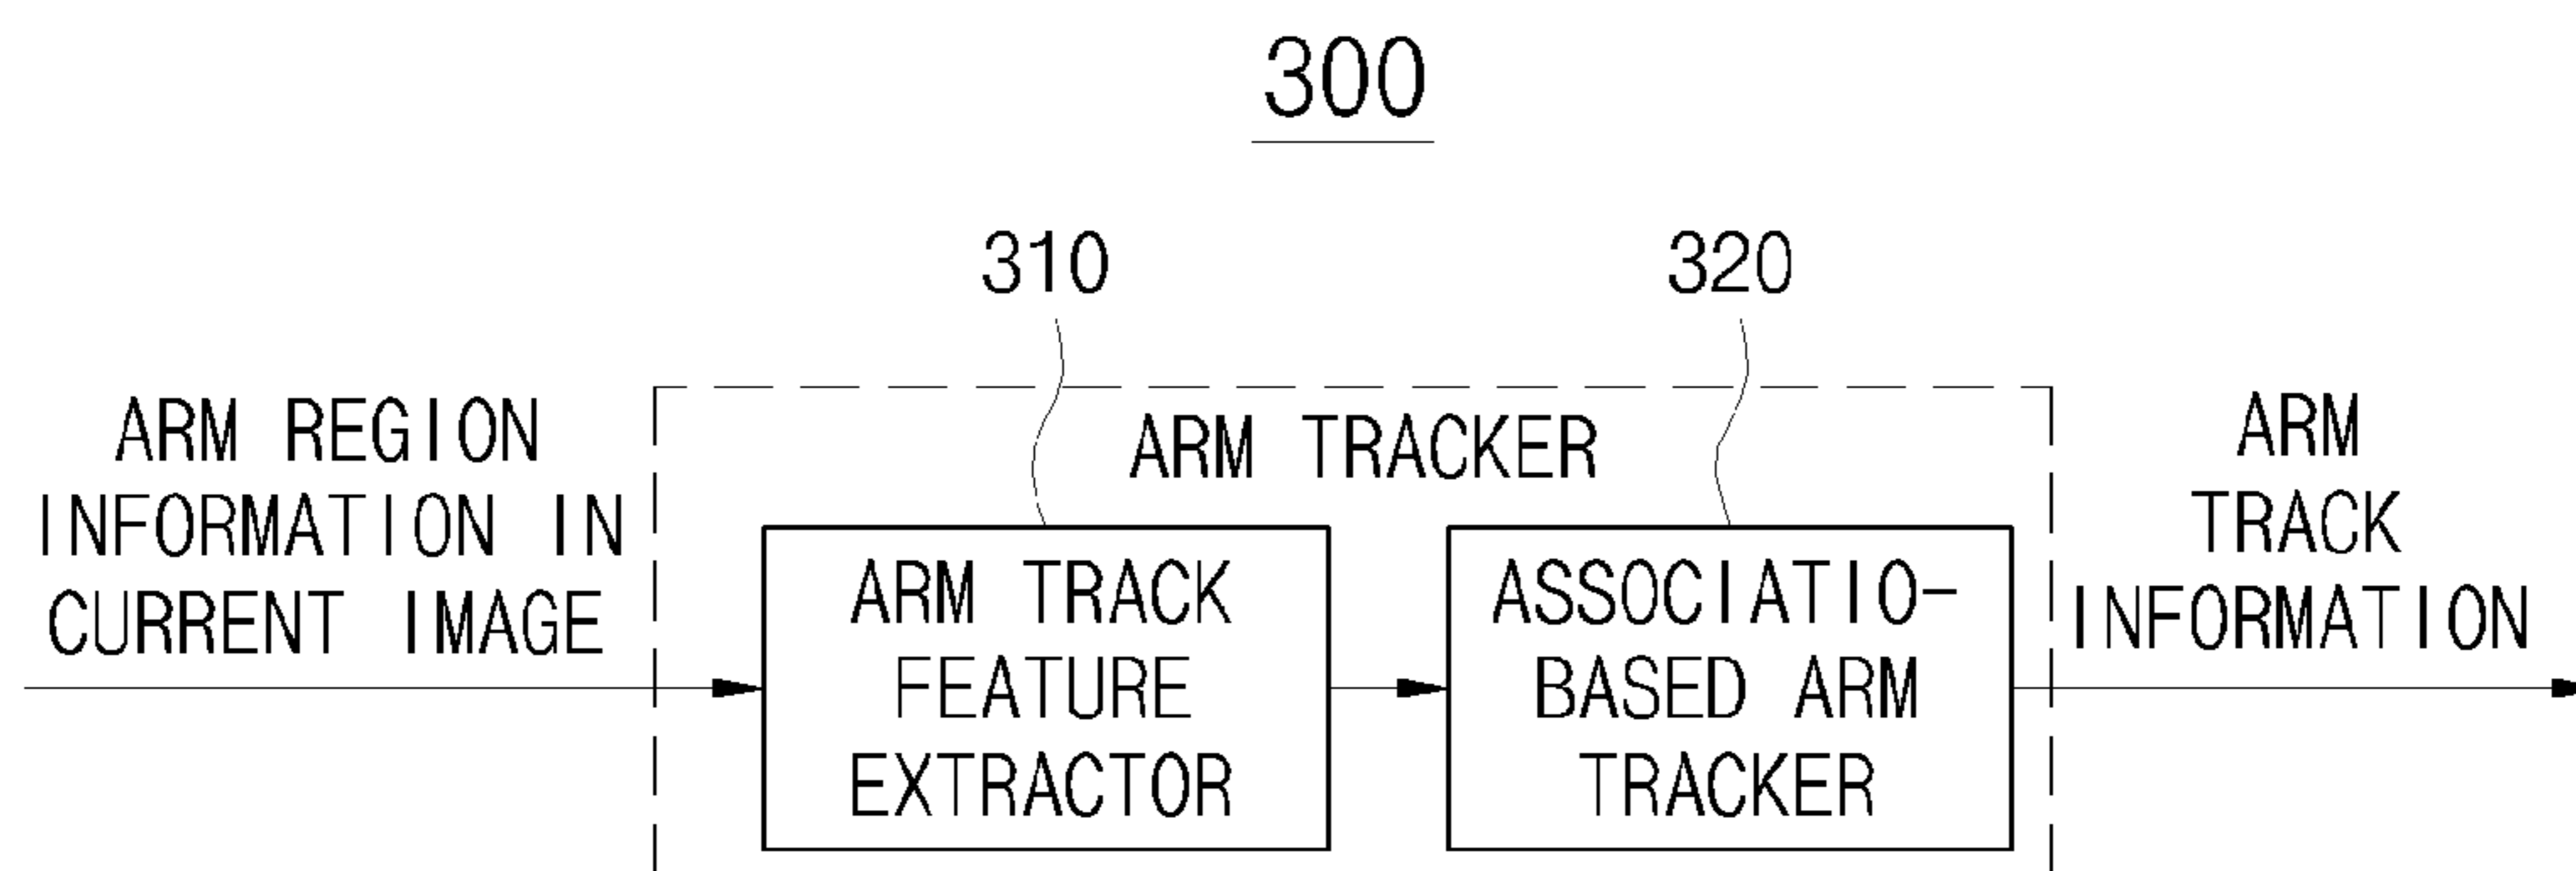 300
310
320
ARM REGION
INFORMATION IN
CURRENT IMAGE
ARM TRACKER
ARM TRACK
FEATURE
EXTRACTOR
ASSOCIATIO-
BASED ARM
TRACKER
ARM
TRACK
INFORMATION